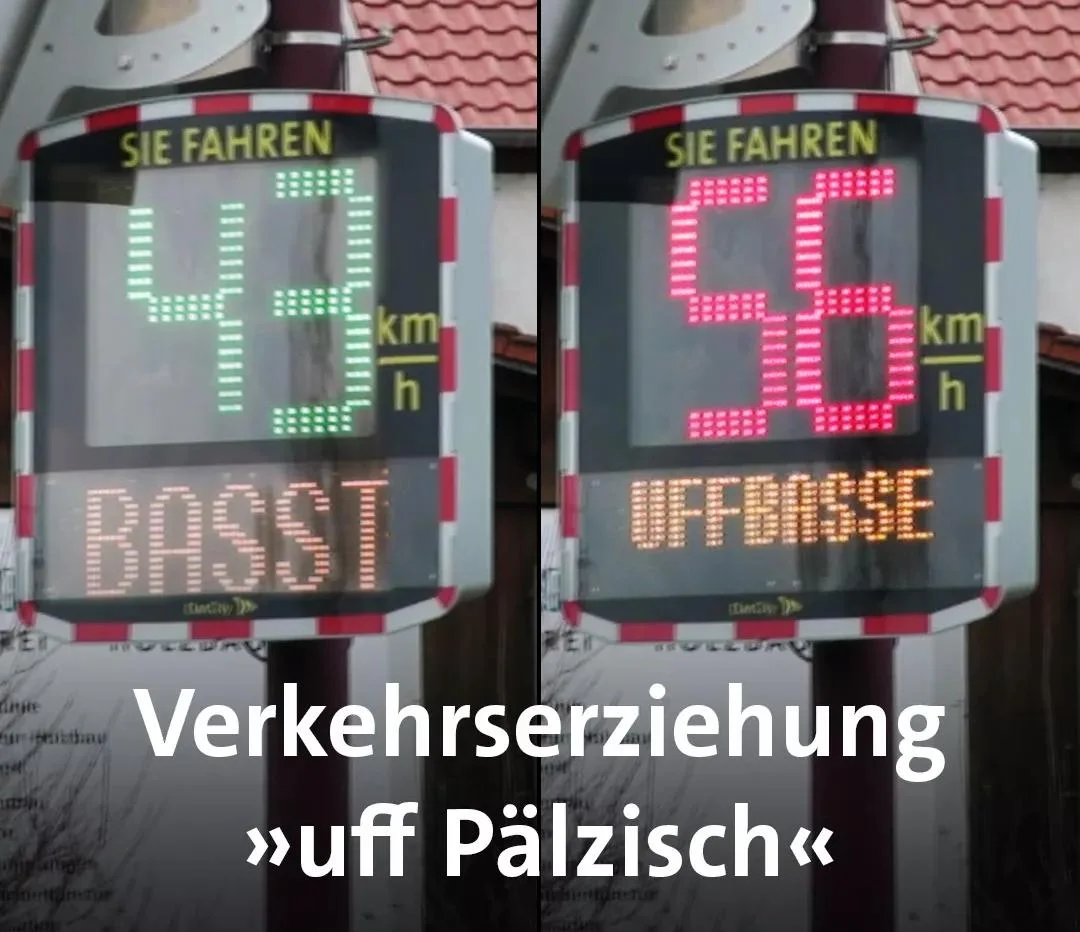 SIE FAHREN
43
km
h
BASST
SIE FAHREN
56
km
h
UFFBASSE
Verkehrserziehung
»uff Pälzisch«